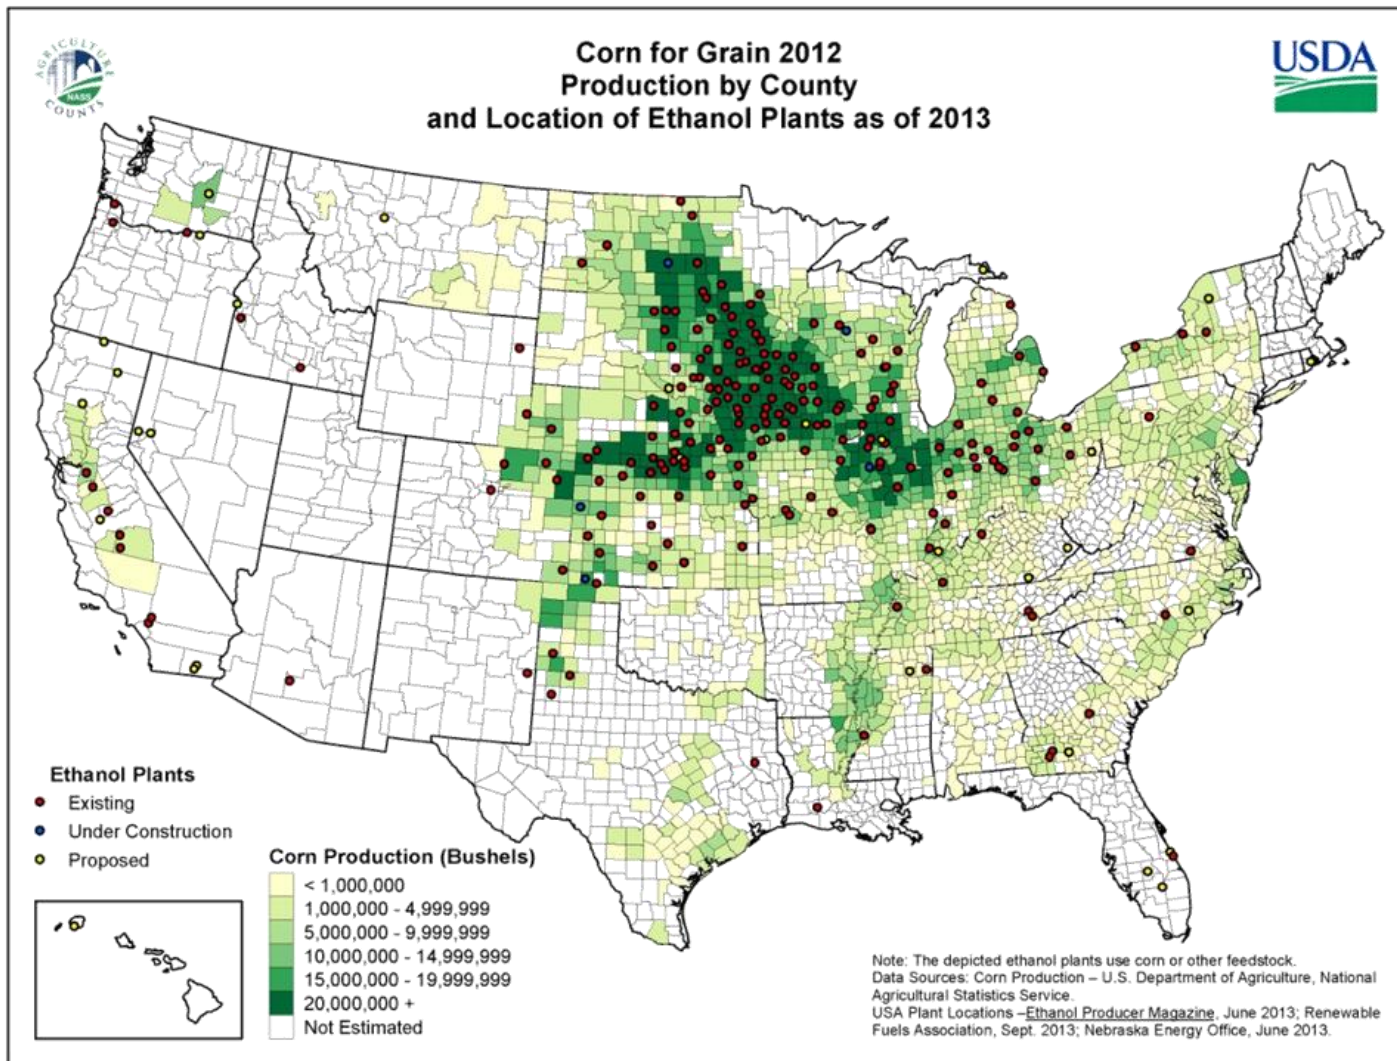 AGRICULTURE
NASS
COUNTS
Corn for Grain 2012
Production by County
and Location of Ethanol Plants as of 2013
USDA
Ethanol Plants
Existing
Under Construction
Proposed
Corn Production (Bushels)
< 1,000,000
1,000,000 - 4,999,999
5,000,000 - 9,999,999
10,000,000 - 14,999,999
15,000,000 - 19,999,999
20,000,000 +
Not Estimated
Note: The depicted ethanol plants use corn or other feedstock.
Data Sources: Corn Production – U.S. Department of Agriculture, National
Agricultural Statistics Service.
USA Plant Locations –Ethanol Producer Magazine, June 2013; Renewable
Fuels Association, Sept. 2013; Nebraska Energy Office, June 2013.